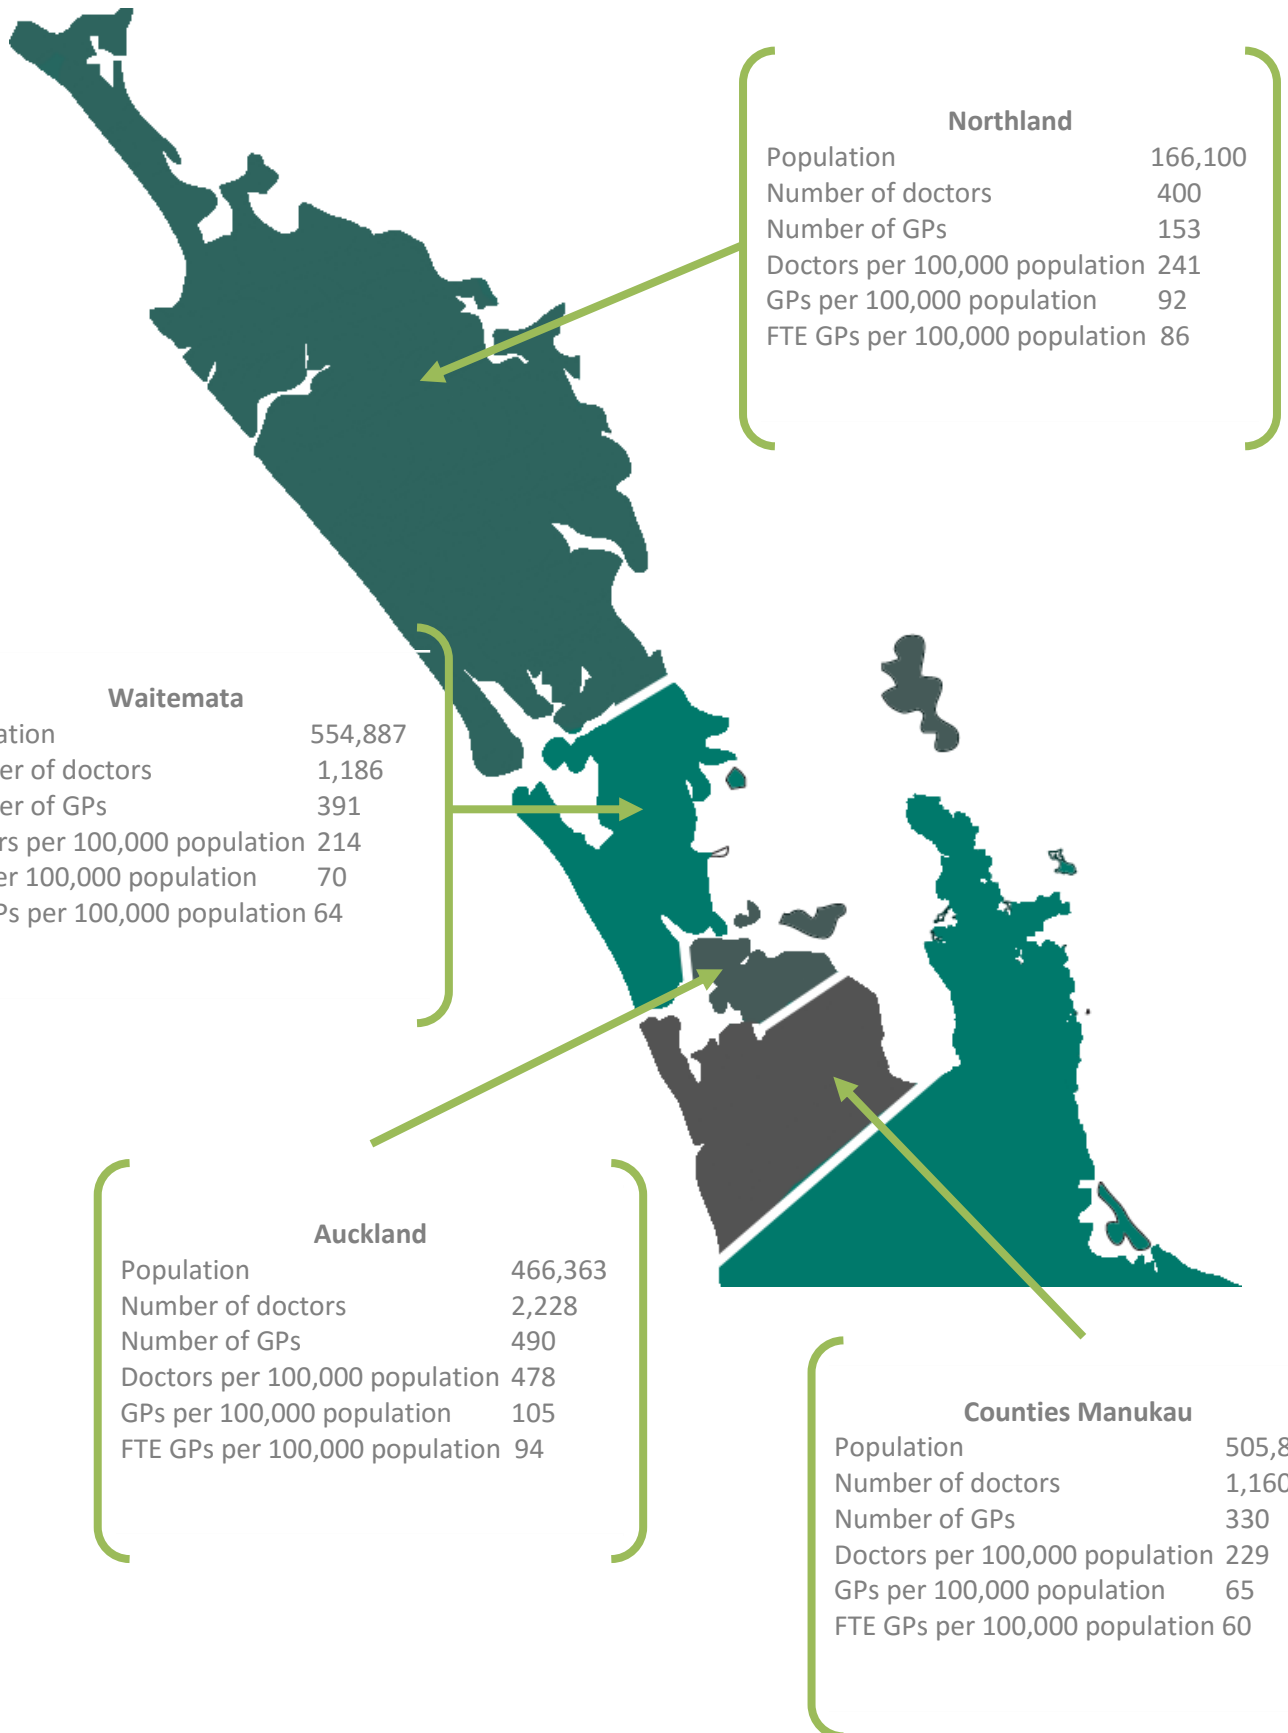 Northland
Population 166,100
Number of doctors 400
Number of GPs 153
Doctors per 100,000 population 241
GPs per 100,000 population 92
FTE GPs per 100,000 population 86
Waitemata
ation 554,887
er of doctors 1,186
er of GPs 391
rs per 100,000 population 214
er 100,000 population 70
Ps per 100,000 population 64
Auckland
Population 466,363
Number of doctors 2,228
Number of GPs 490
Doctors per 100,000 population 478
GPs per 100,000 population 105
FTE GPs per 100,000 population 94
Counties Manukau
Population 505,8
Number of doctors 1,160
Number of GPs 330
Doctors per 100,000 population 229
GPs per 100,000 population 65
FTE GPs per 100,000 population 60